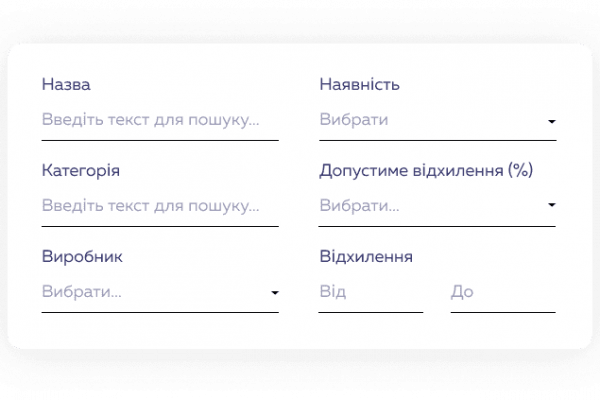 Назва
Введіть текст для пошуку...
Наявність
Вибрати
Категорія
Введіть текст для пошуку...
Допустиме відхилення (%)
Вибрати...
Виробник
Вибрати...
Відхилення
Від
До